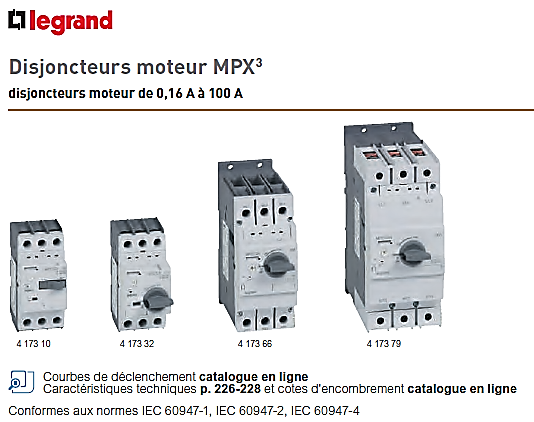 legrand
Disjoncteurs moteur MPX³
disjoncteurs moteur de 0,16 A à 100 A
4 173 10 4 173 32 4 173 66 4 173 79
Courbes de déclenchement catalogue en ligne
Caractéristiques techniques p. 226-228 et cotes d'encombrement catalogue en ligne
Conformes aux normes IEC 60947-1, IEC 60947-2, IEC 60947-4